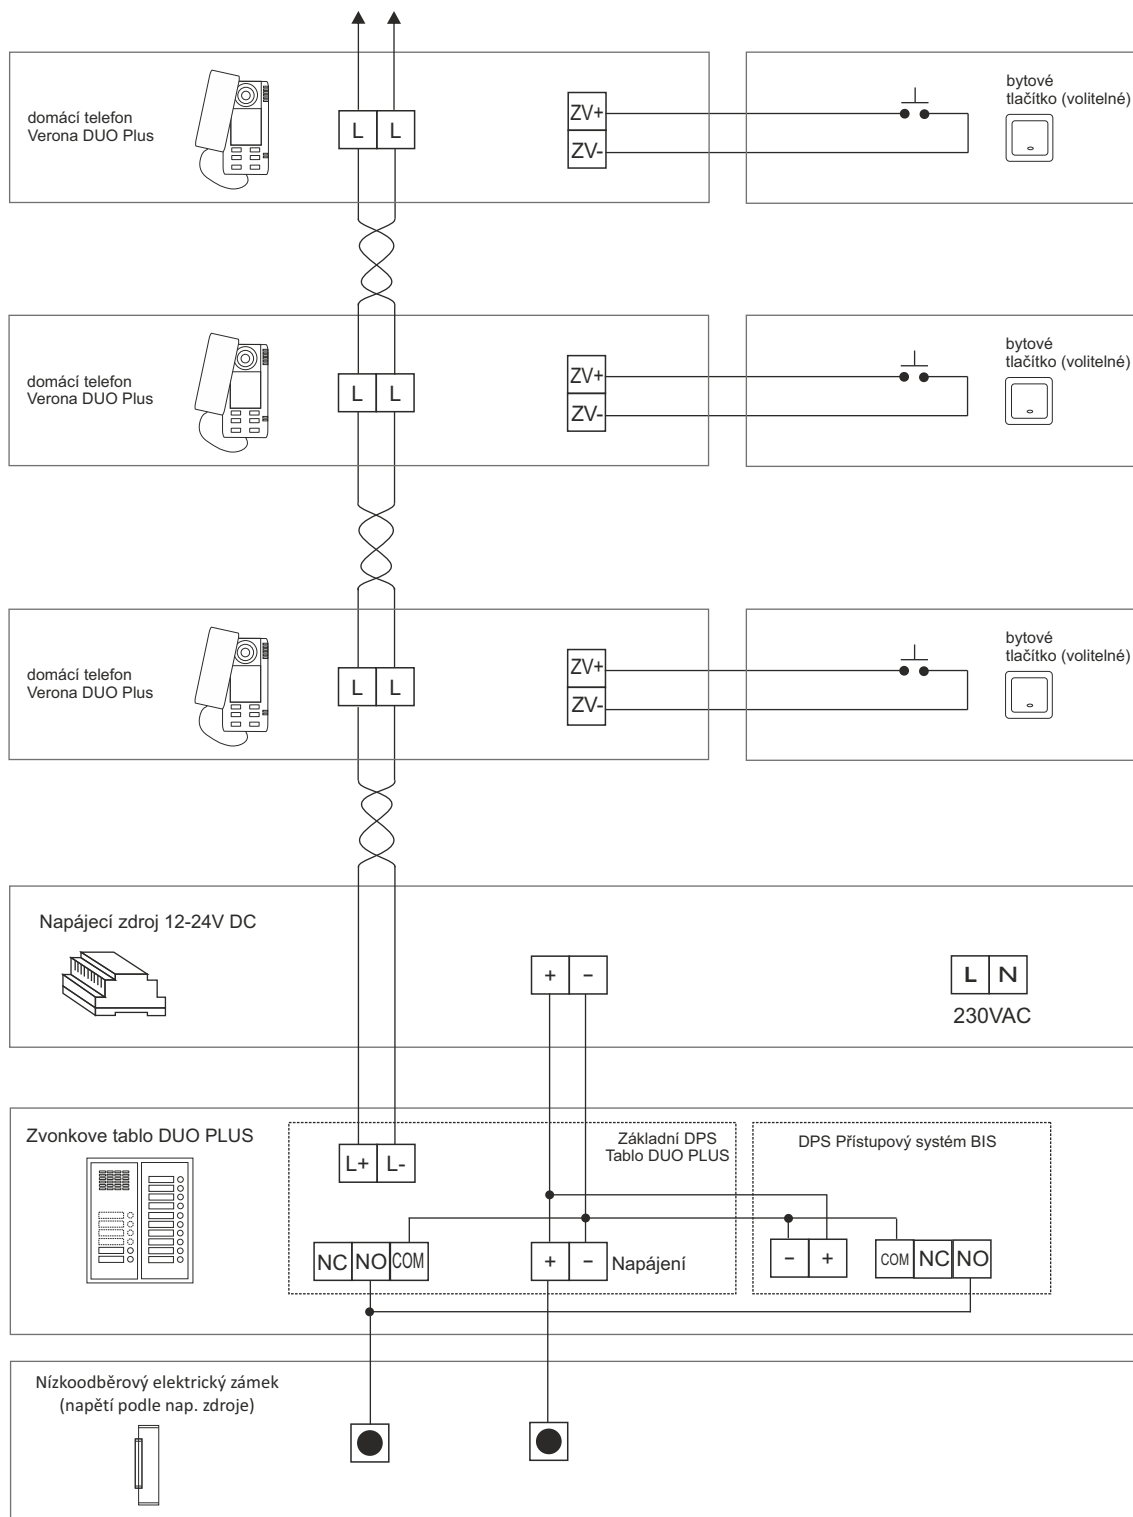 domácí telefon
Verona DUO Plus
L L
ZV+
ZV-
bytové
tlačítko (volitelné)
domácí telefon
Verona DUO Plus
L L
ZV+
ZV-
bytové
tlačítko (volitelné)
domácí telefon
Verona DUO Plus
L L
ZV+
ZV-
bytové
tlačítko (volitelné)
Napájecí zdroj 12-24V DC
+ −
L N
230VAC
Zvonkove tablo DUO PLUS
Základní DPS
Tablo DUO PLUS
DPS Přístupový systém BIS
L+ L-
NC NO COM
+ − Napájení
− +
COM NC NO
Nízkoodběrový elektrický zámek
(napětí podle nap. zdroje)